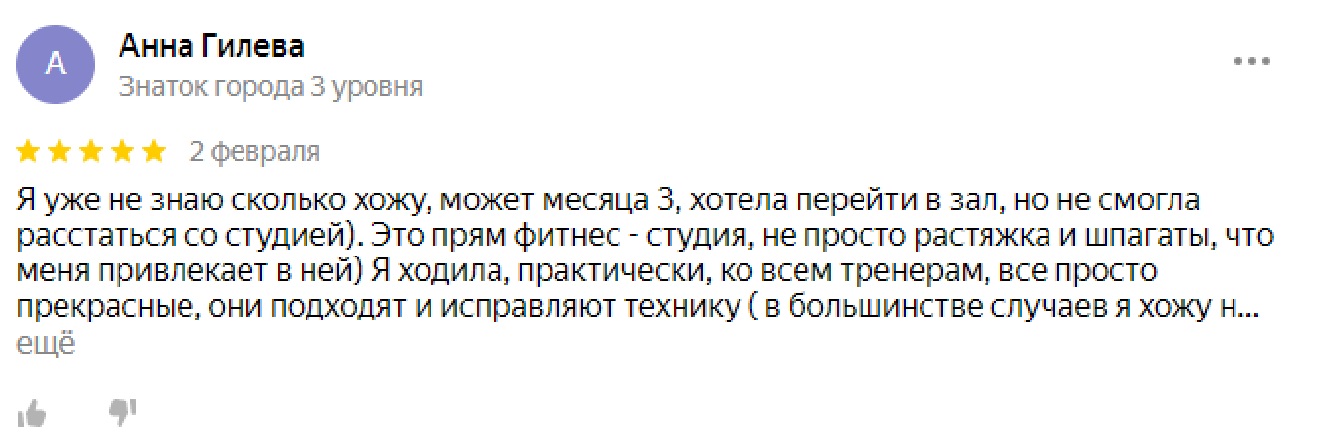 А
Анна Гилева
Знаток города 3 уровня
2 февраля
Я уже не знаю сколько хожу, может месяца 3, хотела перейти в зал, но не смогла
расстаться со студией). Это прям фитнес - студия, не просто растяжка и шпагаты, что
меня привлекает в ней) Я ходила, практически, ко всем тренерам, все просто
прекрасные, они подходят и исправляют технику ( в большинстве случаев я хожу н...
ещё